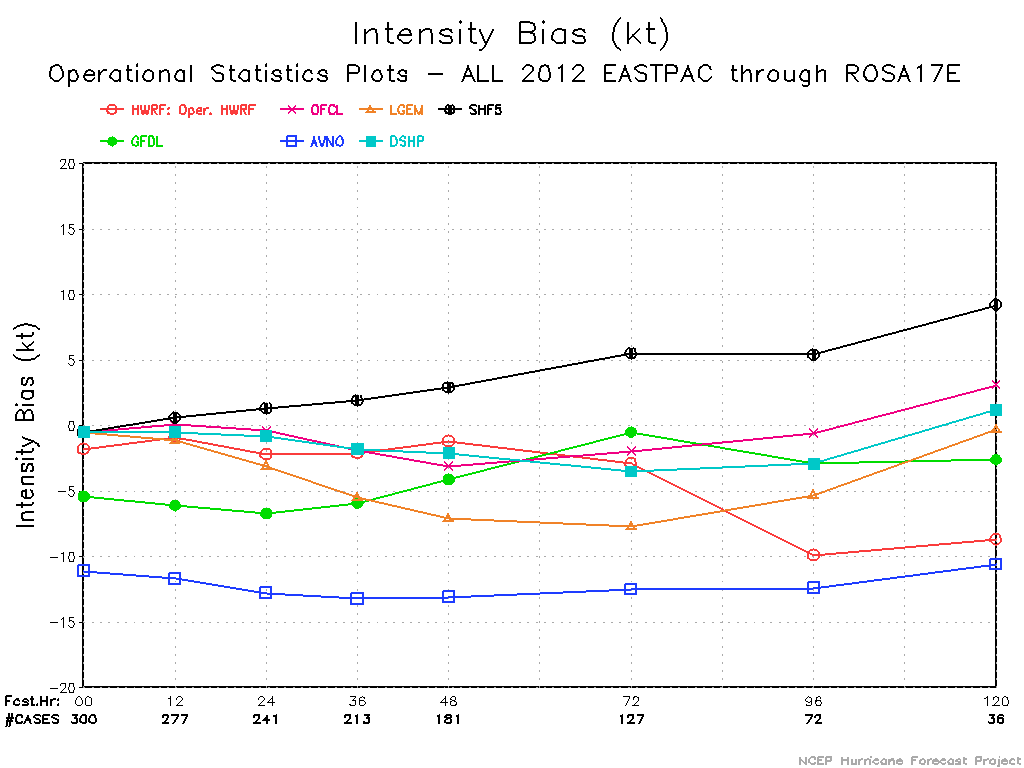 Intensity Bias (kt)
Operational Statistics Plots - ALL 2012 EASTPAC through ROSA17E
HWRF: Oper. HWRF OFCL LGEM SHF5
GFDL AVNO DSHP
20
15
10
5
0
-5
-10
-15
-20
Intensity Bias (kt)
Fcst.Hr: 00 12 24 36 48 72 96 120
#CASES 300 277 241 213 181 127 72 36
NCEP Hurricane Forecast Project